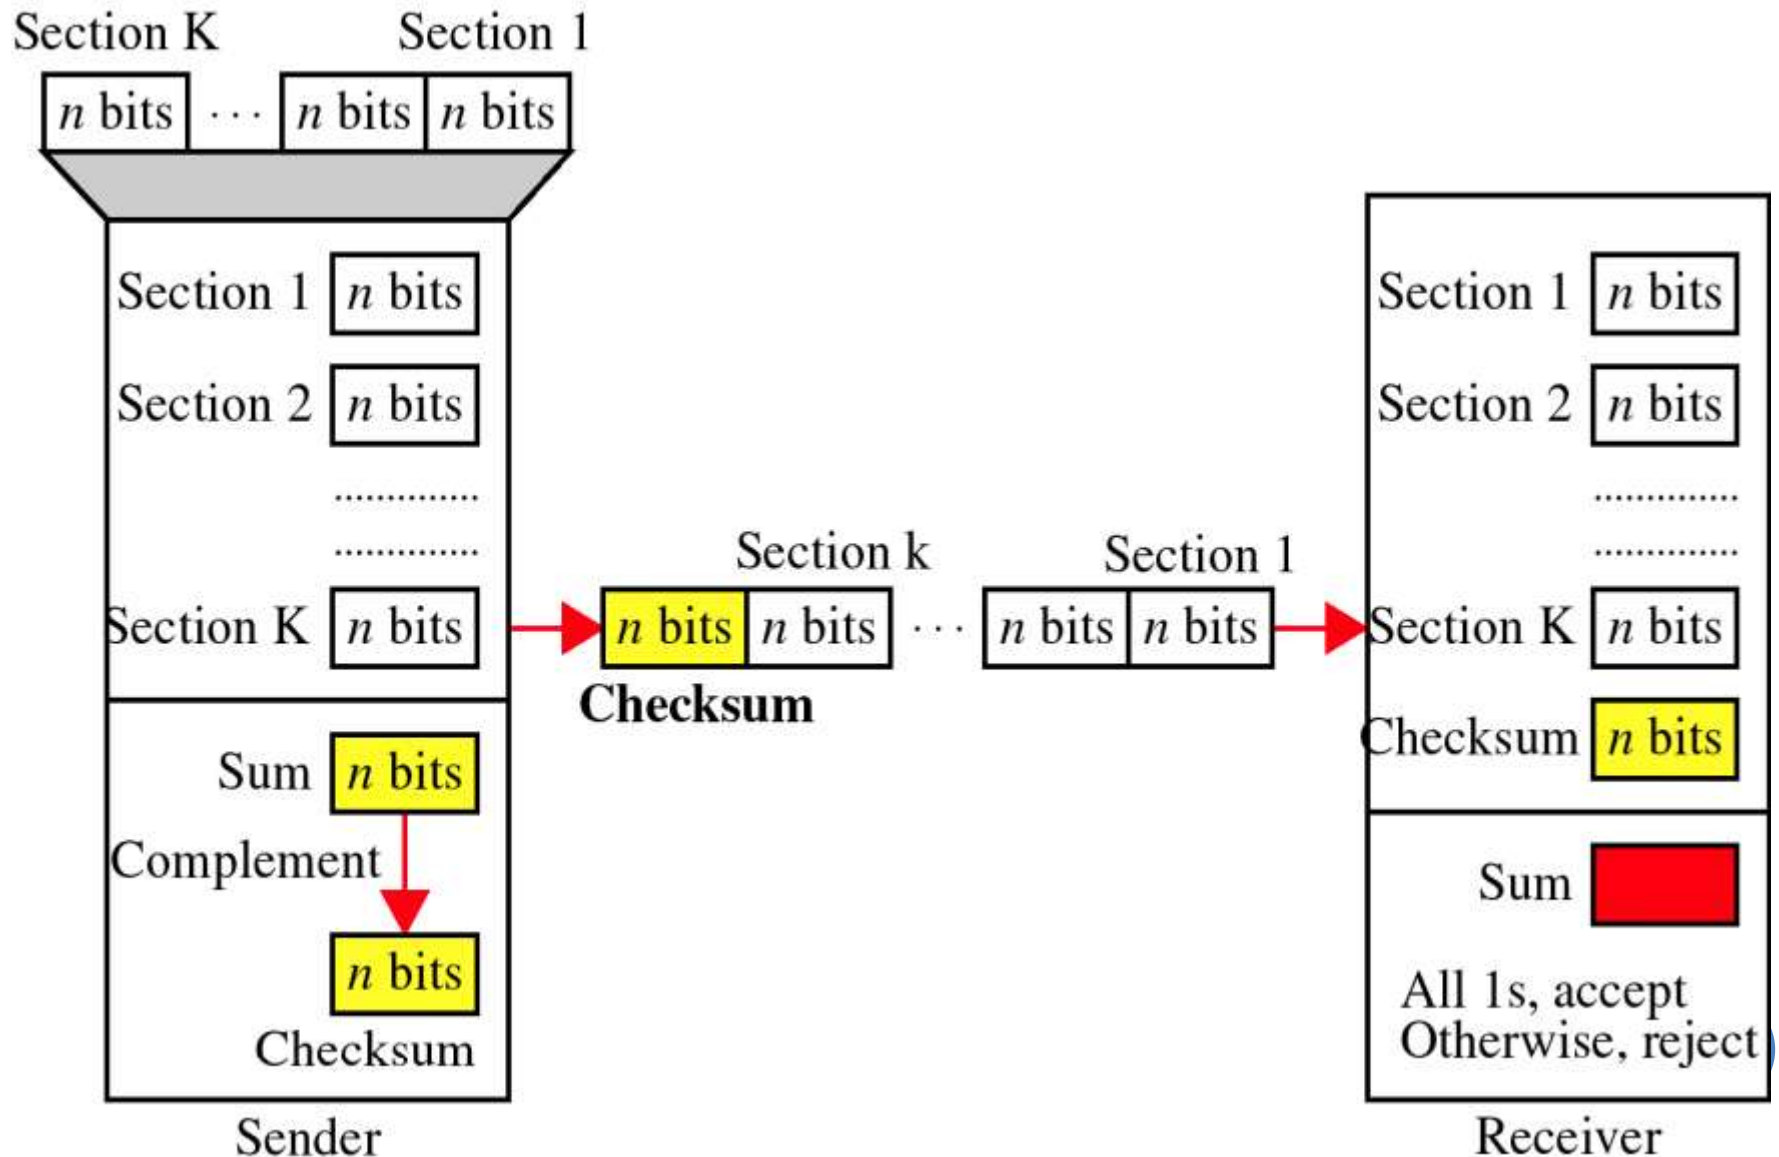 Section K Section 1
n bits ... n bits n bits
Section 1 n bits
Section 2 n bits
..............
..............
Section K n bits
Sum n bits
Complement
n bits
Checksum
Sender
Section k Section 1
n bits n bits ... n bits n bits
Checksum
Section 1 n bits
Section 2 n bits
..............
..............
Section K n bits
Checksum n bits
Sum
All 1s, accept
Otherwise, reject
Receiver